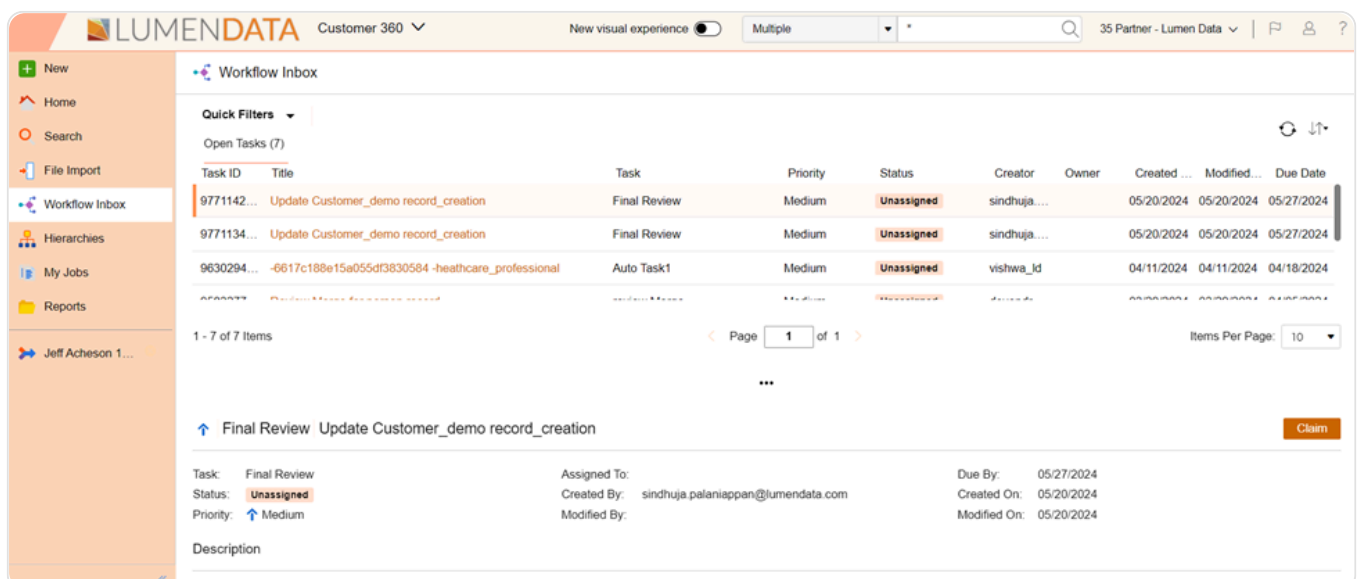 LUMENDATA Customer 360 New visual experience Multiple * 35 Partner - Lumen Data ?
New
Home
Search
File Import
Workflow Inbox
Hierarchies
My Jobs
Reports
Jeff Acheson 1...
Workflow Inbox
Quick Filters
Open Tasks (7)
Task ID Title Task Priority Status Creator Owner Created ... Modified... Due Date
9771142... Update Customer_demo record_creation Final Review Medium Unassigned sindhuja.... 05/20/2024 05/20/2024 05/27/2024
9771134... Update Customer_demo record_creation Final Review Medium Unassigned sindhuja.... 05/20/2024 05/20/2024 05/27/2024
9630294... -6617c188e15a055df3830584 -heathcare_professional Auto Task1 Medium Unassigned vishwa_ld 04/11/2024 04/11/2024 04/18/2024
1 - 7 of 7 Items Page 1 of 1 Items Per Page: 10
...
Final Review Update Customer_demo record_creation Claim
Task: Final Review Assigned To: Due By: 05/27/2024
Status: Unassigned Created By: sindhuja.palaniappan@lumendata.com Created On: 05/20/2024
Priority: Medium Modified By: Modified On: 05/20/2024
Description